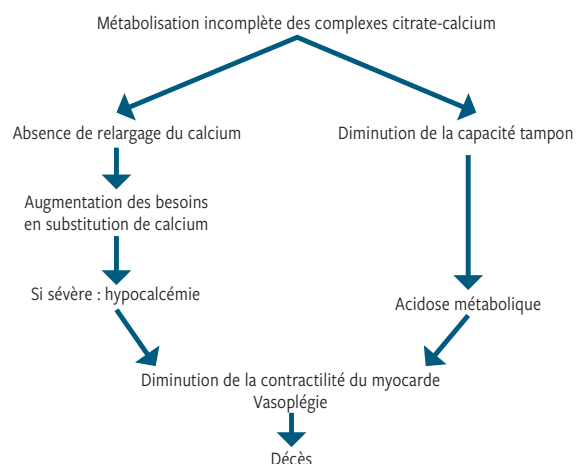 Métabolisation incomplète des complexes citrate-calcium
Absence de relargage du calcium
Diminution de la capacité tampon
Augmentation des besoins
en substitution de calcium
Si sévère : hypocalcémie
Acidose métabolique
Diminution de la contractilité du myocarde
Vasoplégie
Décès